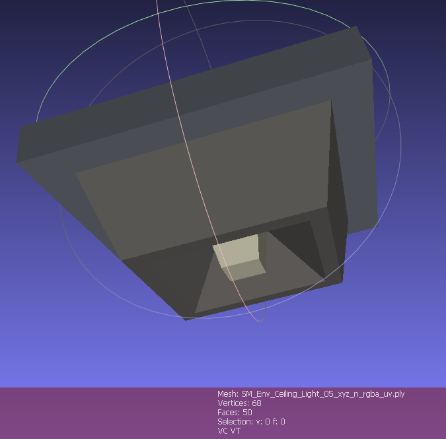 Mesh: SM_Env_Ceiling_Light_05_xyz_n_rgba_uv.ply
Vertices: 68
Faces: 50
Selection: v: 0 f: 0
VC VT